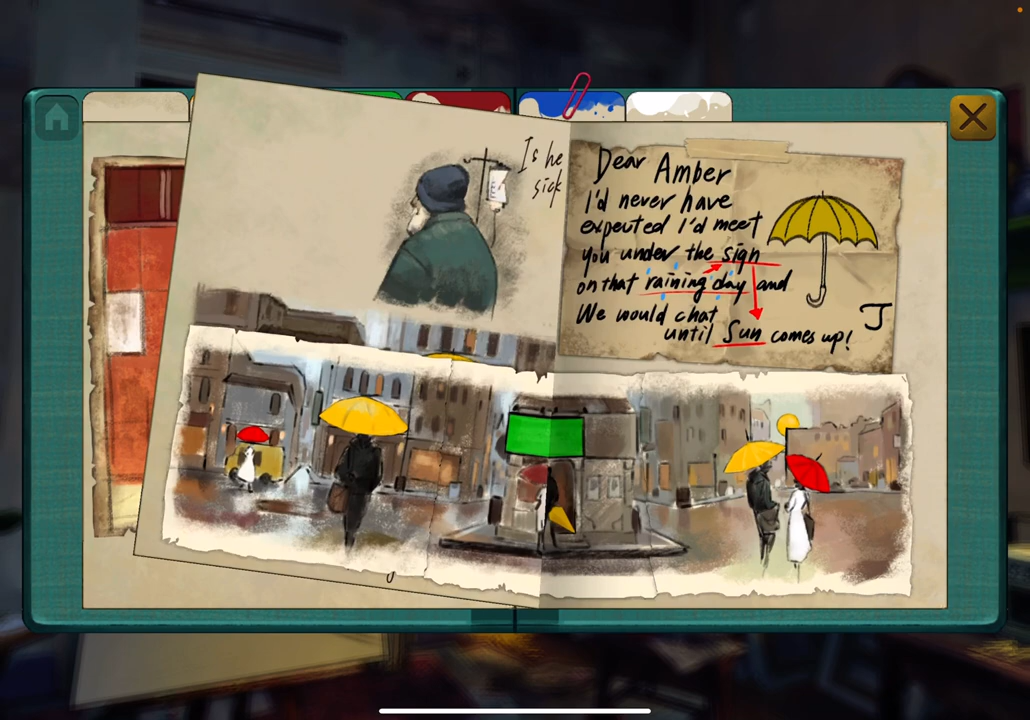 Is he
sick
Dear Amber
I'd never have
expected I'd meet
you under the sign
on that raining day and
We would chat
until Sun comes up!
J